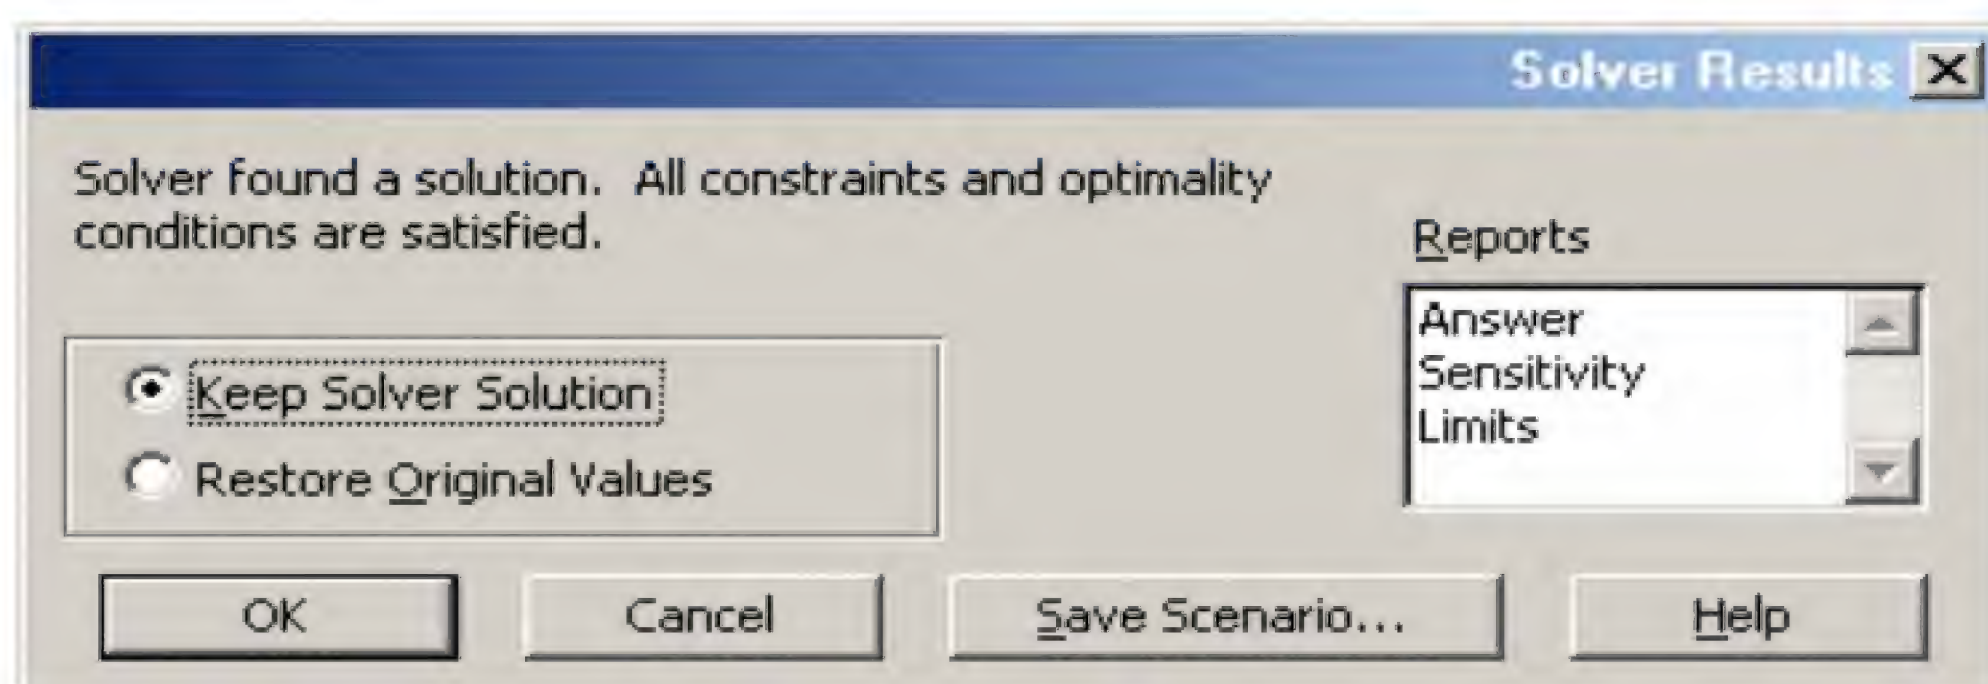 Solver Results
Solver found a solution. All constraints and optimality
conditions are satisfied.
Reports
Answer
Sensitivity
Limits
Keep Solver Solution
Restore Original Values
OK
Cancel
Save Scenario...
Help